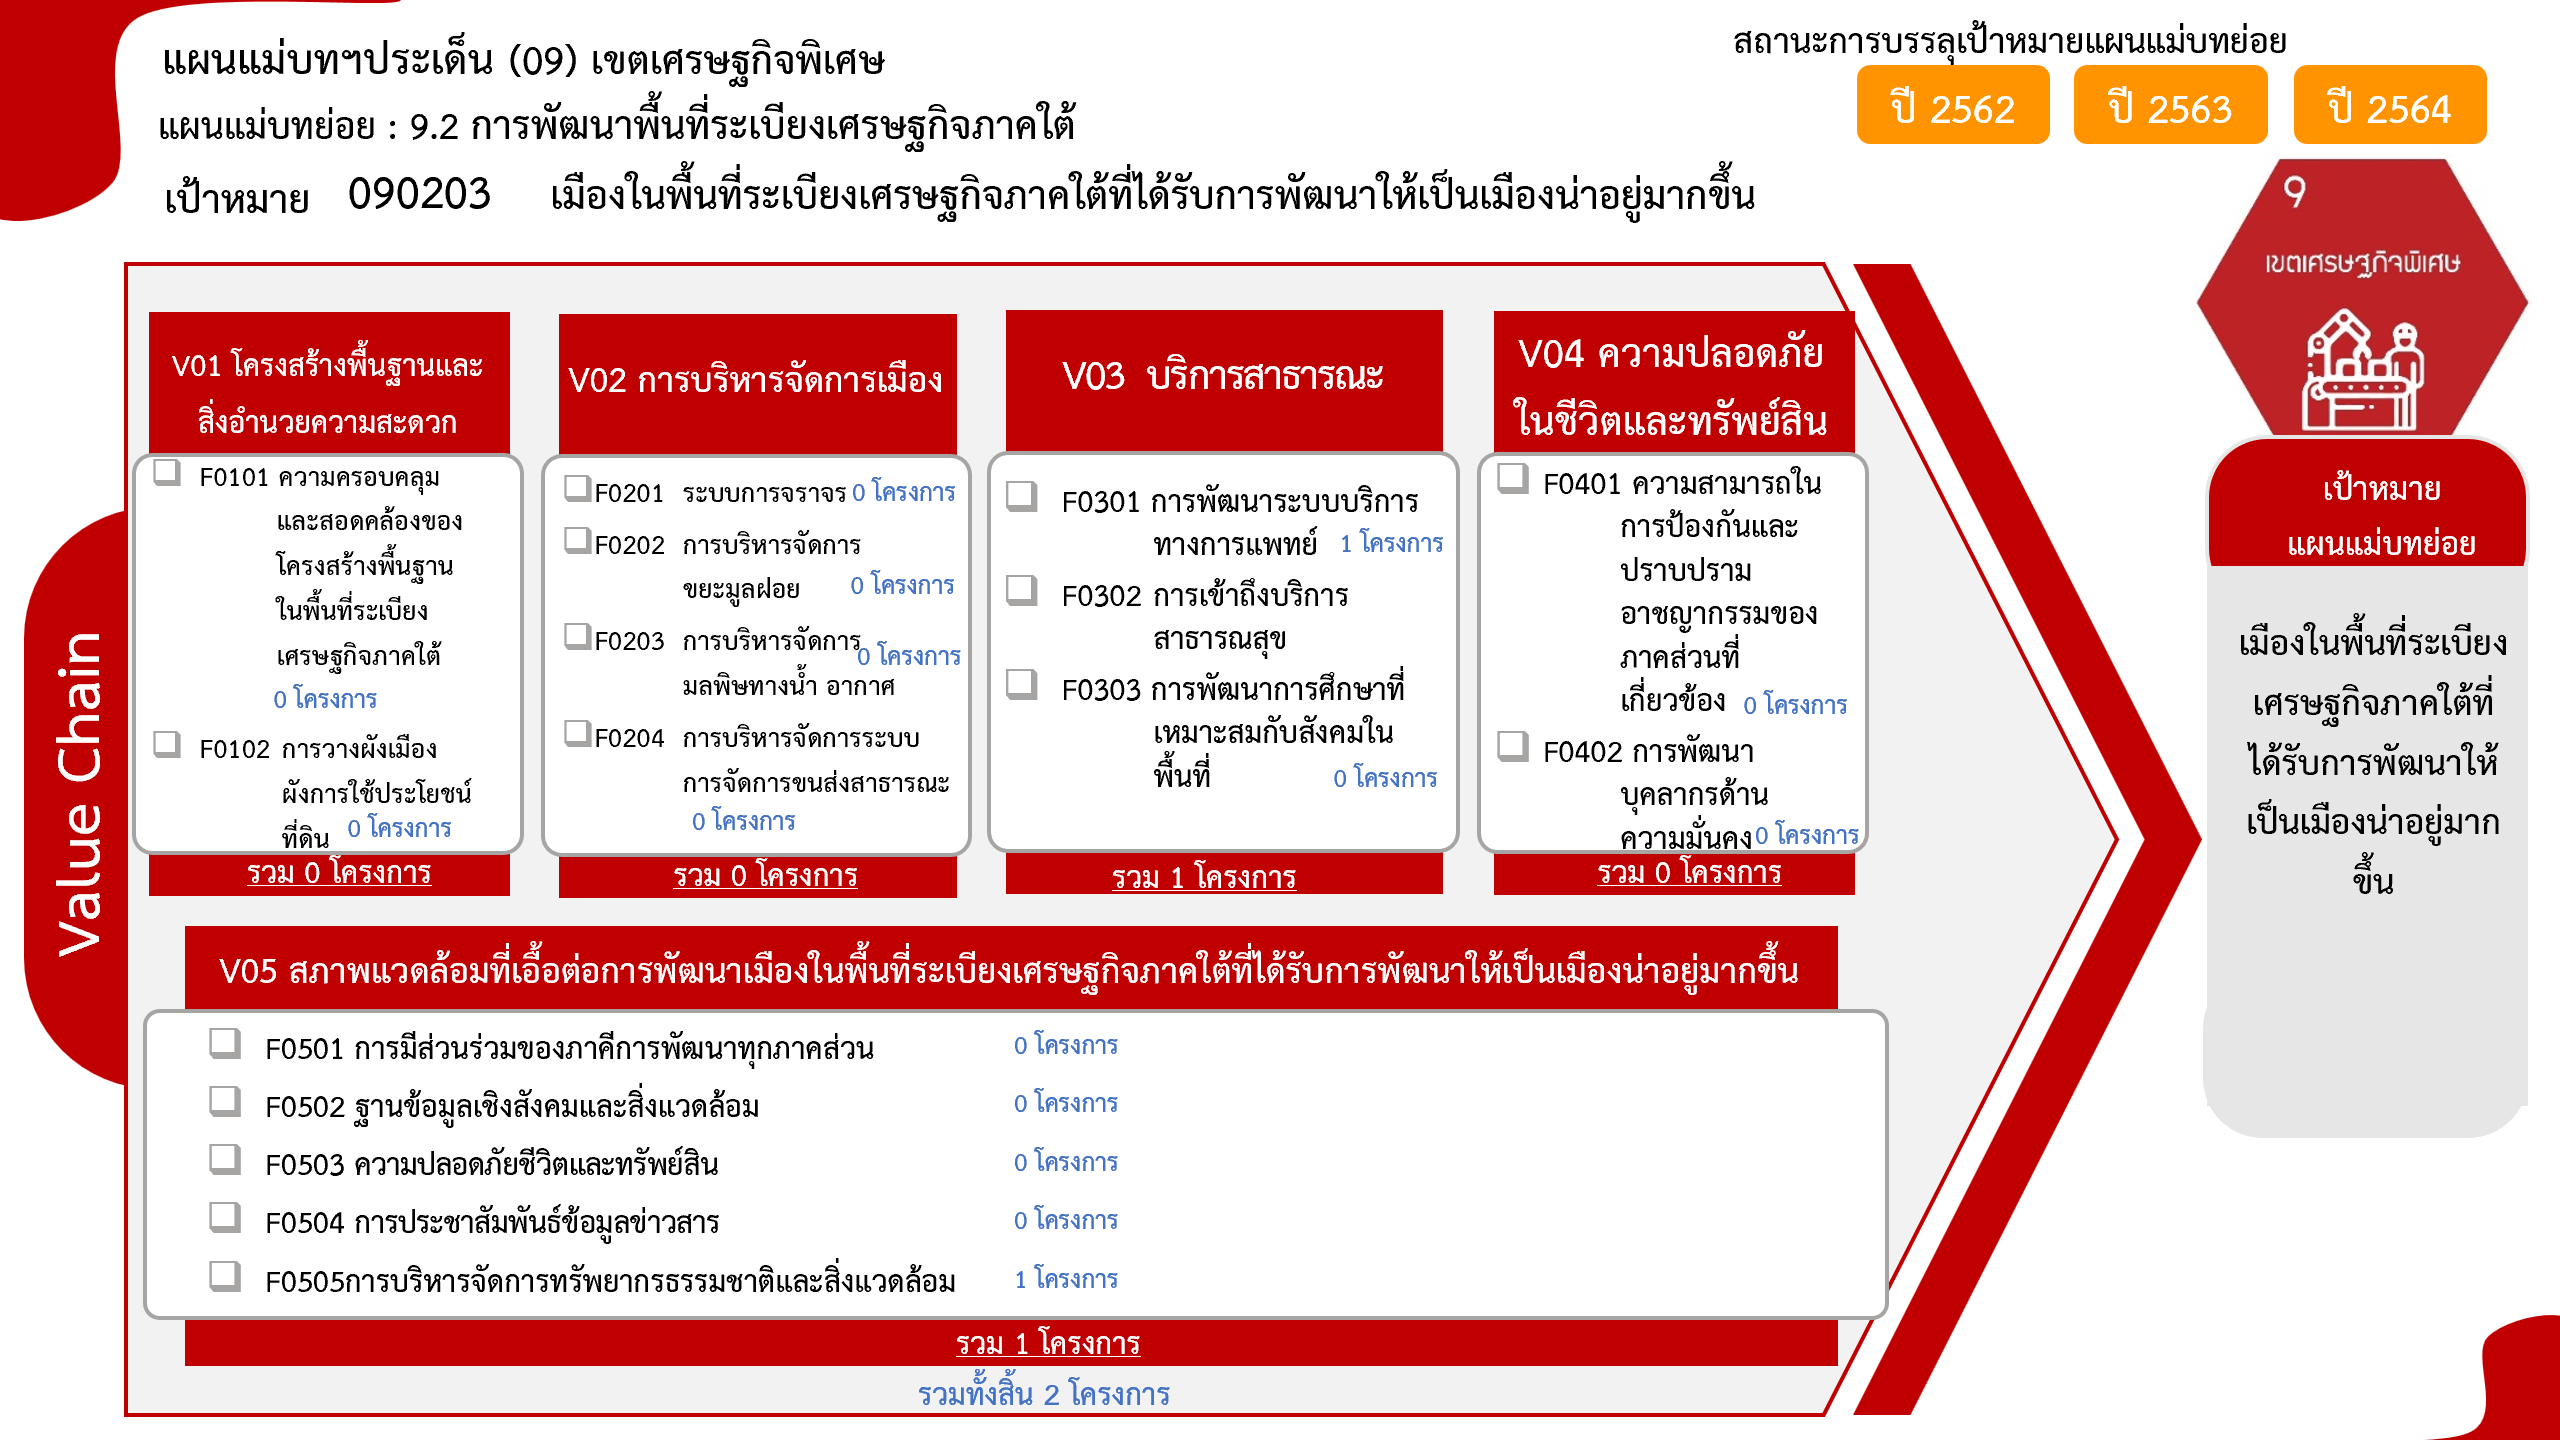 แผนแม่บทฯประเด็น (09) เขตเศรษฐกิจพิเศษ
แผนแม่บทย่อย : 9.2 การพัฒนาพื้นที่ระเบียงเศรษฐกิจภาคใต้
เป้าหมาย 090203 เมืองในพื้นที่ระเบียงเศรษฐกิจภาคใต้ที่ได้รับการพัฒนาให้เป็นเมืองน่าอยู่มากขึ้น
สถานะการบรรลุเป้าหมายแผนแม่บทย่อย
ปี 2562 ปี 2563 ปี 2564
9
เขตเศรษฐกิจพิเศษ
Value Chain
V01 โครงสร้างพื้นฐานและ
สิ่งอำนวยความสะดวก
F0101 ความครอบคลุม
และสอดคล้องของ
โครงสร้างพื้นฐาน
ในพื้นที่ระเบียง
เศรษฐกิจภาคใต้
0 โครงการ
F0102 การวางผังเมือง
ผังการใช้ประโยชน์
ที่ดิน 0 โครงการ
รวม 0 โครงการ
V02 การบริหารจัดการเมือง
F0201 ระบบการจราจร 0 โครงการ
F0202 การบริหารจัดการ
ขยะมูลฝอย 0 โครงการ
F0203 การบริหารจัดการ
0 โครงการ
มลพิษทางน้ำ อากาศ
F0204 การบริหารจัดการระบบ
การจัดการขนส่งสาธารณะ
0 โครงการ
รวม 0 โครงการ
V03 บริการสาธารณะ
F0301 การพัฒนาระบบบริการ
ทางการแพทย์ 1 โครงการ
F0302 การเข้าถึงบริการ
สาธารณสุข
F0303 การพัฒนาการศึกษาที่
เหมาะสมกับสังคมใน
พื้นที่ 0 โครงการ
รวม 1 โครงการ
V04 ความปลอดภัย
ในชีวิตและทรัพย์สิน
F0401 ความสามารถใน
การป้องกันและ
ปราบปราม
อาชญากรรมของ
ภาคส่วนที่
เกี่ยวข้อง 0 โครงการ
F0402 การพัฒนา
บุคลากรด้าน
ความมั่นคง 0 โครงการ
รวม 0 โครงการ
V05 สภาพแวดล้อมที่เอื้อต่อการพัฒนาเมืองในพื้นที่ระเบียงเศรษฐกิจภาคใต้ที่ได้รับการพัฒนาให้เป็นเมืองน่าอยู่มากขึ้น
F0501 การมีส่วนร่วมของภาคีการพัฒนาทุกภาคส่วน 0 โครงการ
F0502 ฐานข้อมูลเชิงสังคมและสิ่งแวดล้อม 0 โครงการ
F0503 ความปลอดภัยชีวิตและทรัพย์สิน 0 โครงการ
F0504 การประชาสัมพันธ์ข้อมูลข่าวสาร 0 โครงการ
F0505การบริหารจัดการทรัพยากรธรรมชาติและสิ่งแวดล้อม 1 โครงการ
รวม 1 โครงการ
รวมทั้งสิ้น 2 โครงการ
เป้าหมาย
แผนแม่บทย่อย
เมืองในพื้นที่ระเบียง
เศรษฐกิจภาคใต้ที่
ได้รับการพัฒนาให้
เป็นเมืองน่าอยู่มาก
ขึ้น